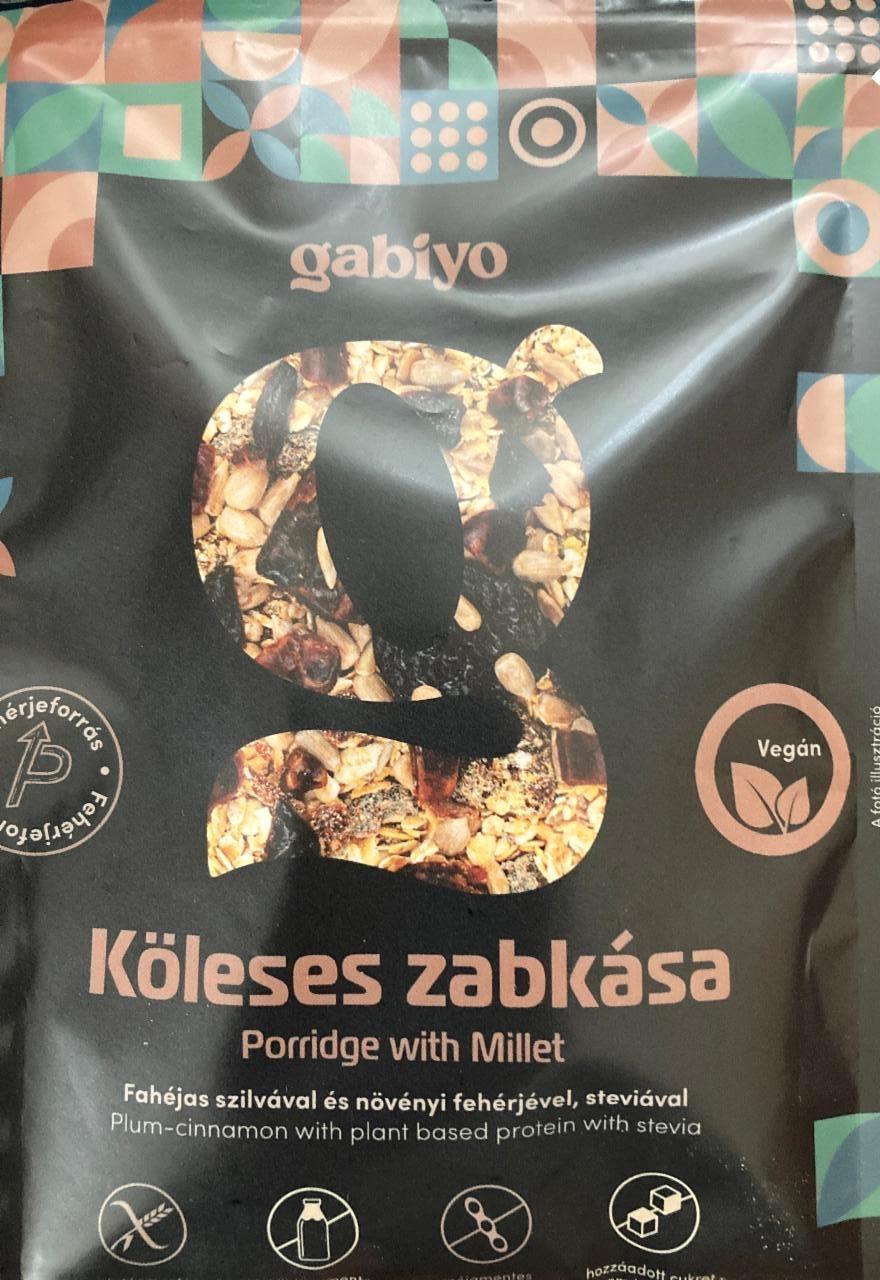 gabiyo
Fehérjeforrás
Vegán
A fotó illusztráció
Köleses zabkása
Porridge with Millet
Fahéjas szilvával és növényi fehérjével, steviával
Plum-cinnamon with plant based protein with stevia
hozzáadott cukrot